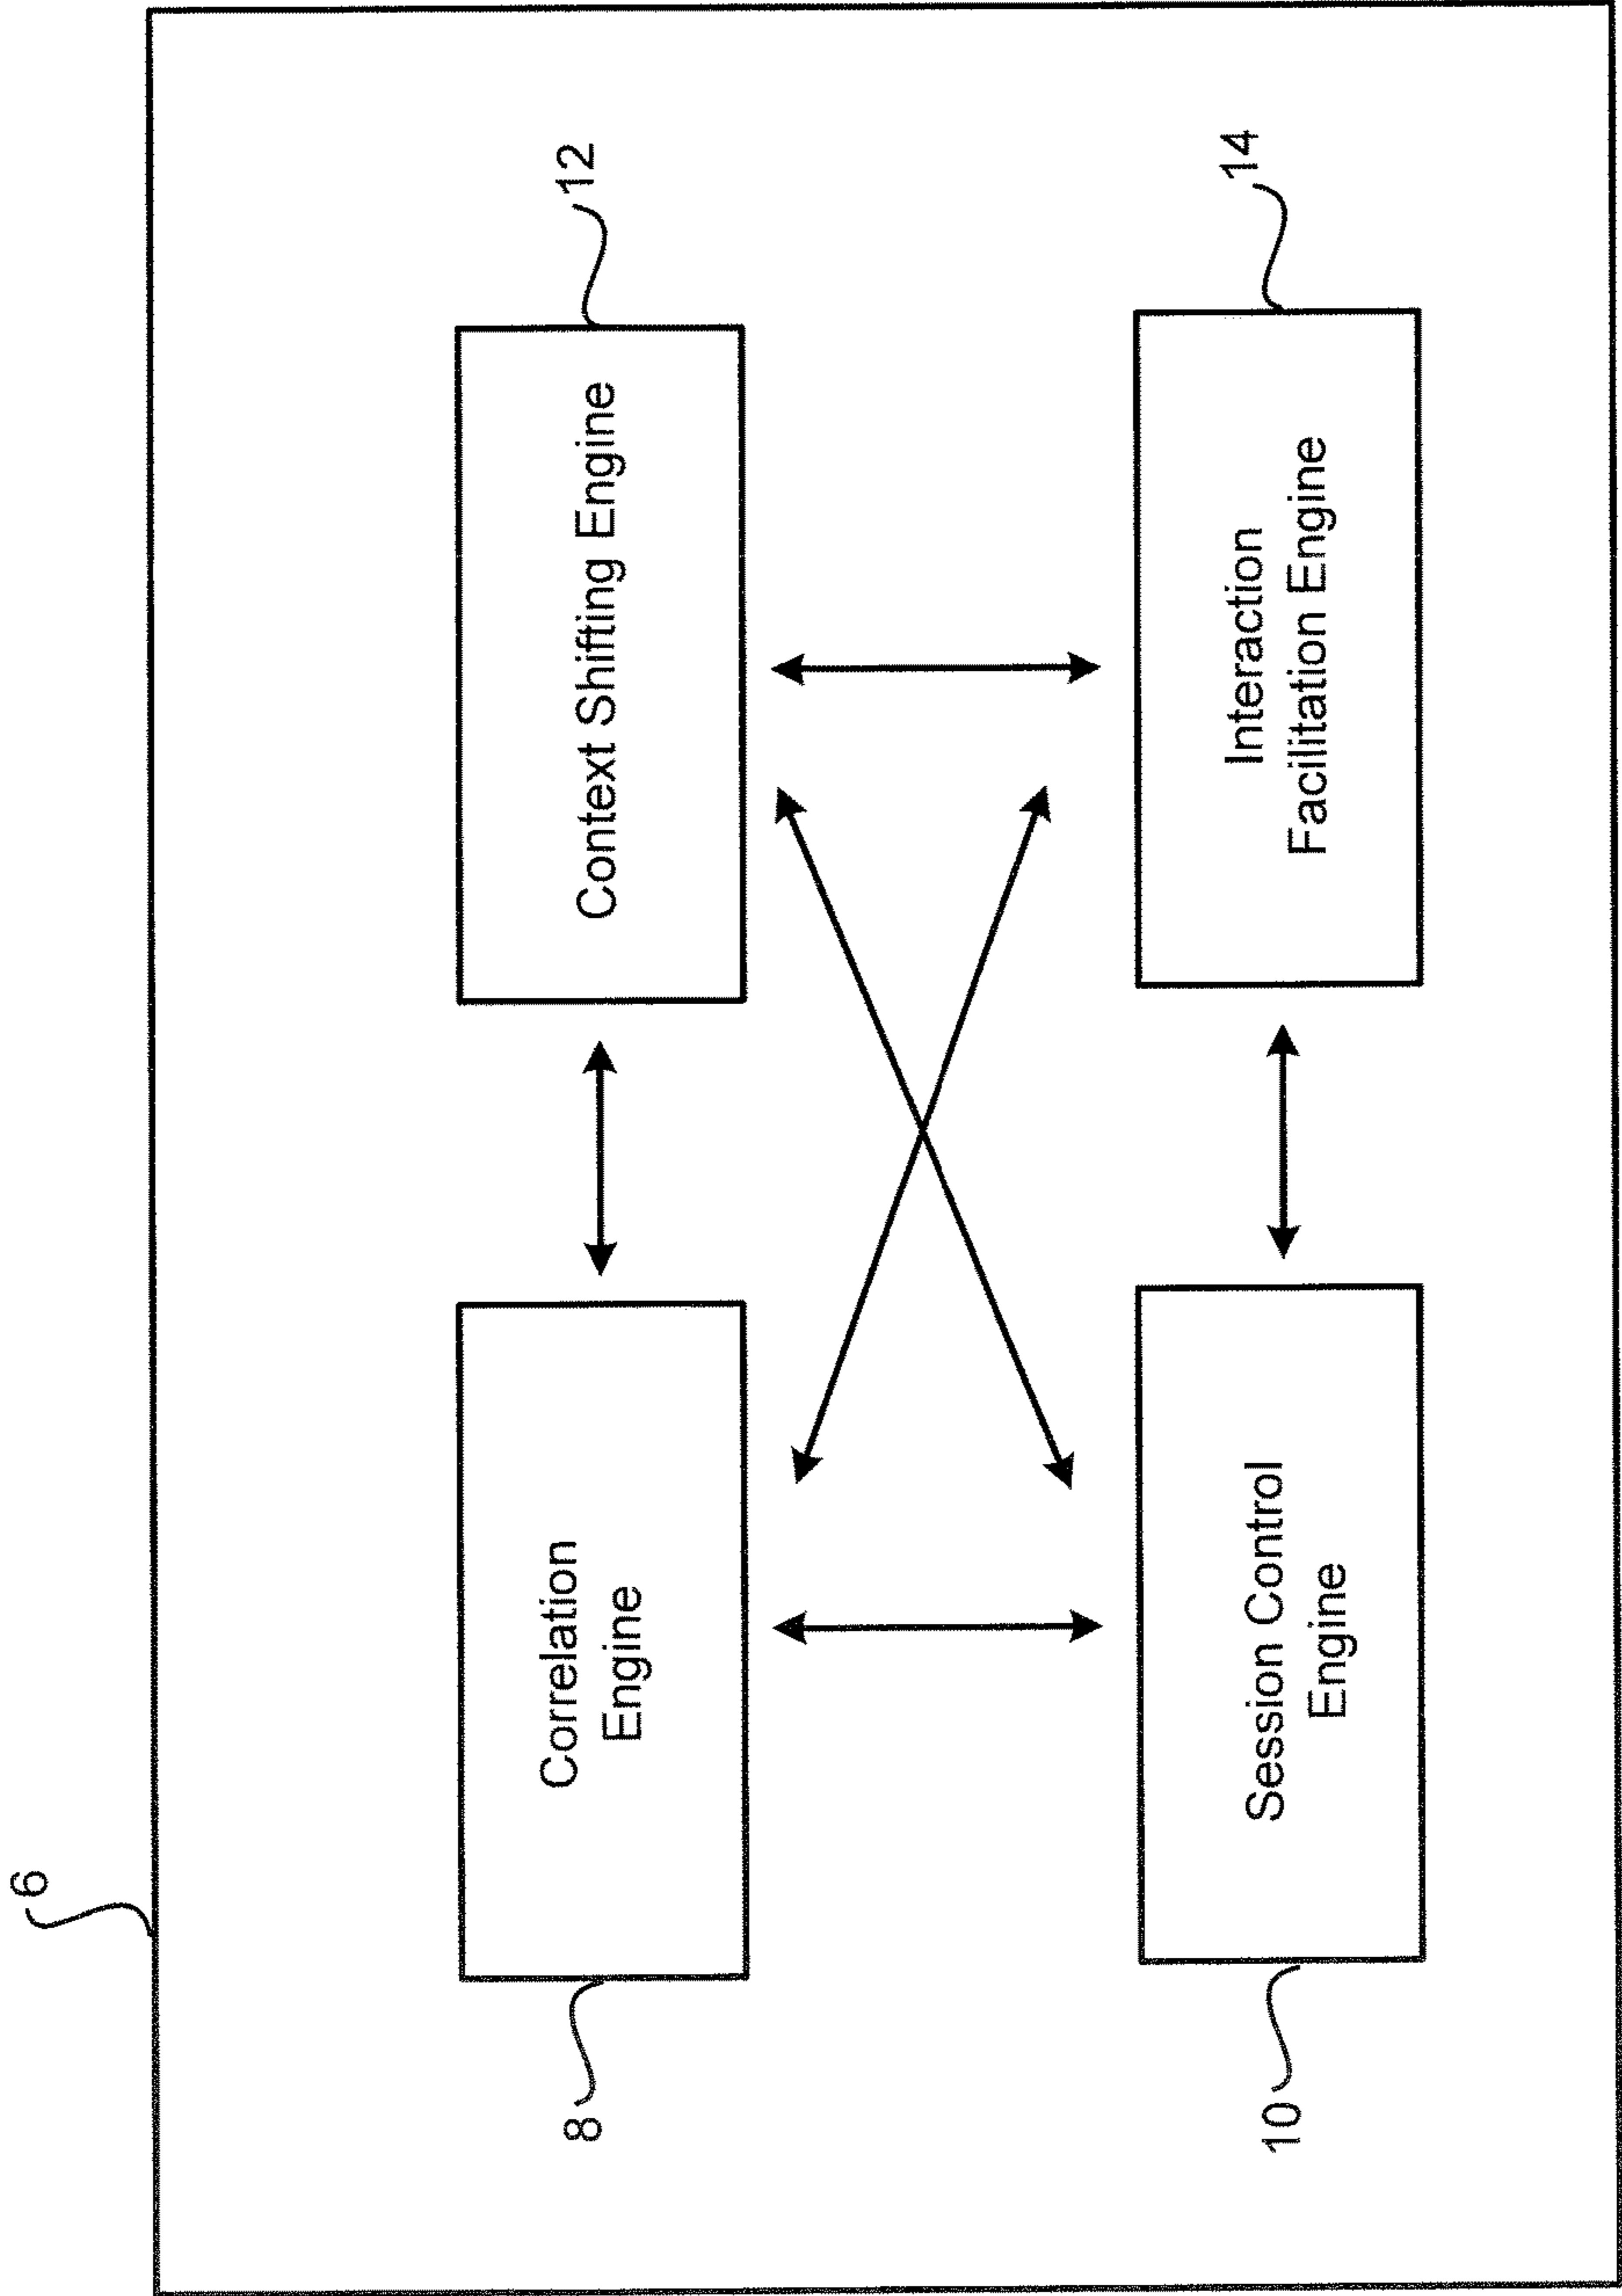 6
8
Correlation
Engine
Context Shifting Engine
12
10
Session Control
Engine
Interaction
Facilitation Engine
14